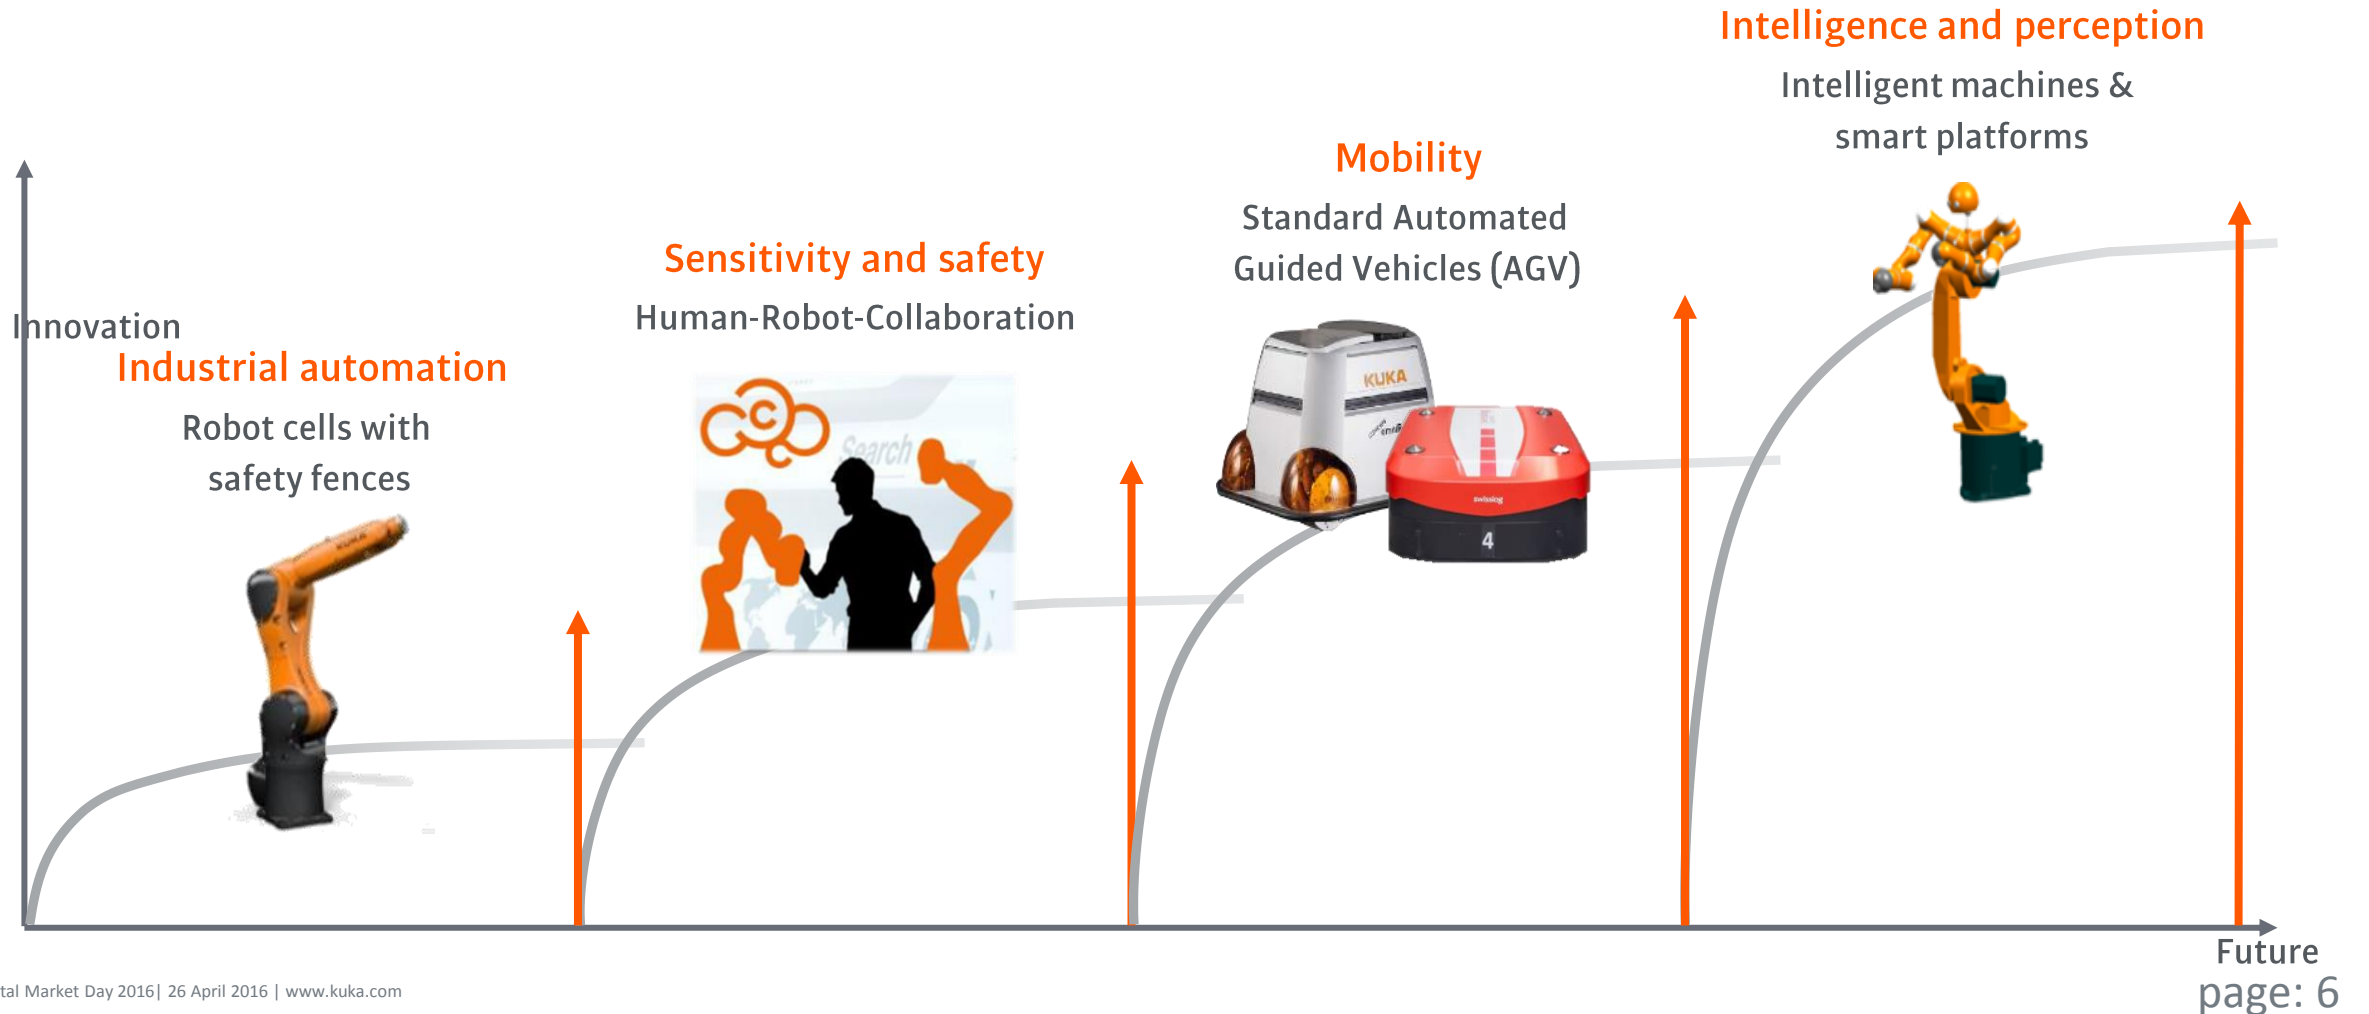 Intelligence and perception
Intelligent machines &
smart platforms
Mobility
Standard Automated
Guided Vehicles (AGV)
Sensitivity and safety
Human-Robot-Collaboration
Innovation
Industrial automation
Robot cells with
safety fences
KUKA
KUKA
C
C C
C
Search
swisslog
4
Future
tal Market Day 2016| 26 April 2016 | www.kuka.com
page: 6